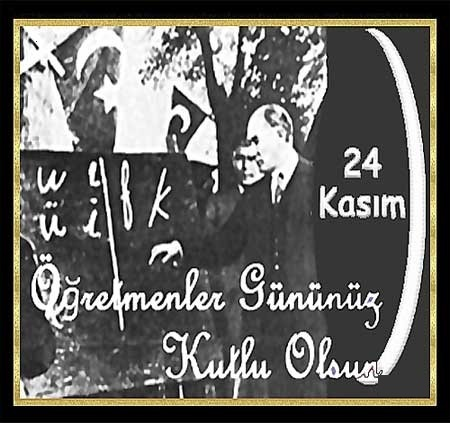 24
Kasım
ü i k
Öğretmenler Gününüz
Kutlu Olsun